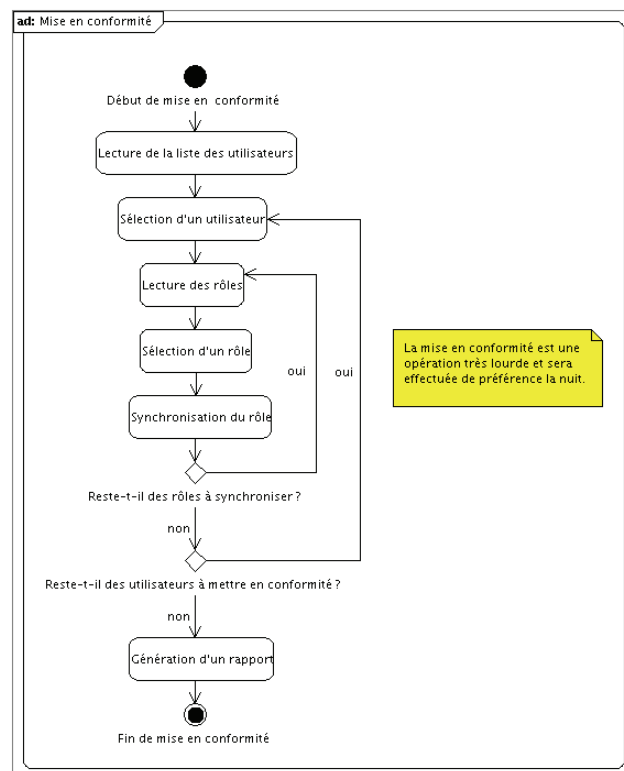 ad: Mise en conformité
Début de mise en conformité
Lecture de la liste des utilisateurs
Sélection d'un utilisateur
Lecture des rôles
Sélection d'un rôle
oui
oui
La mise en conformité est une
opération très lourde et sera
effectuée de préférence la nuit.
Synchronisation du rôle
Reste-t-il des rôles à synchroniser ?
non
Reste-t-il des utilisateurs à mettre en conformité ?
non
Génération d'un rapport
Fin de mise en conformité